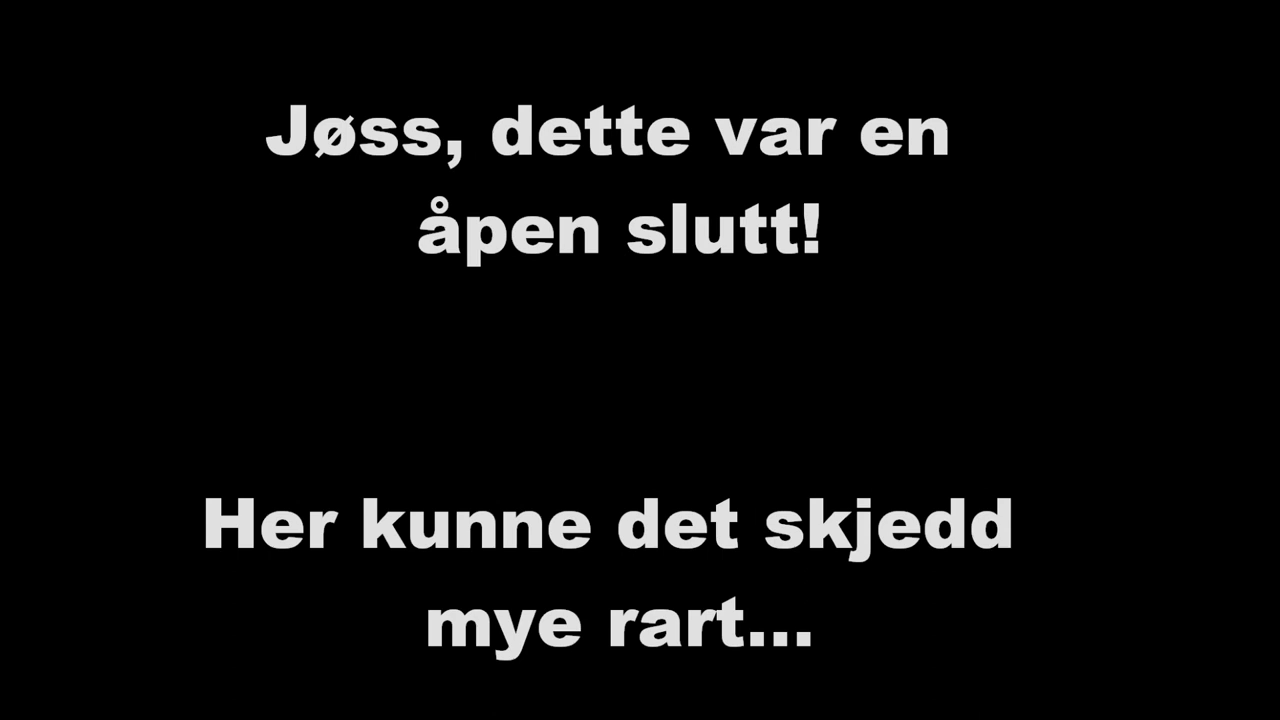 Jøss, dette var en
åpen slutt!
Her kunne det skjedd
mye rart...